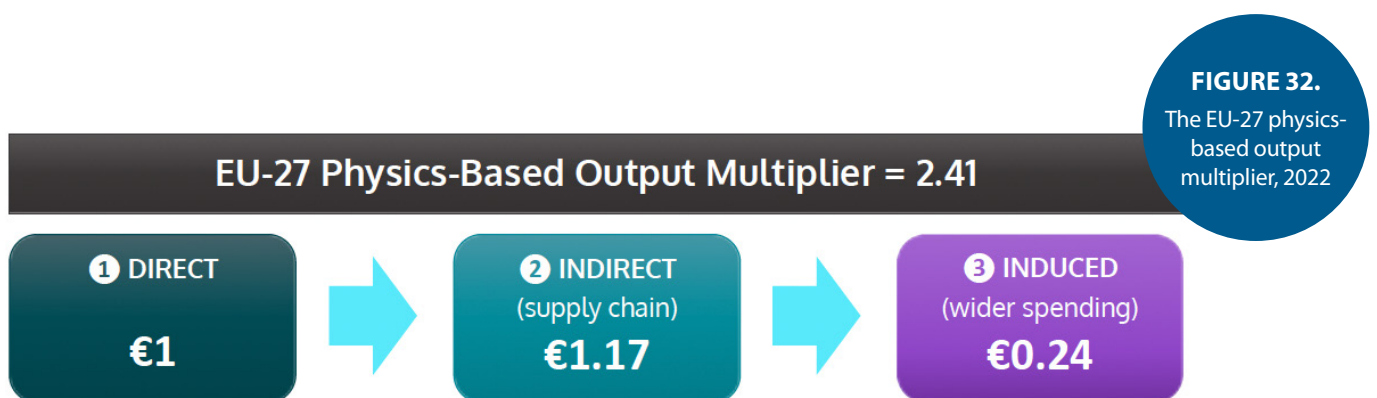 FIGURE 32.
The EU-27 physics-
based output
multiplier, 2022
EU-27 Physics-Based Output Multiplier = 2.41
1 DIRECT
€1
2 INDIRECT
(supply chain)
€1.17
3 INDUCED
(wider spending)
€0.24